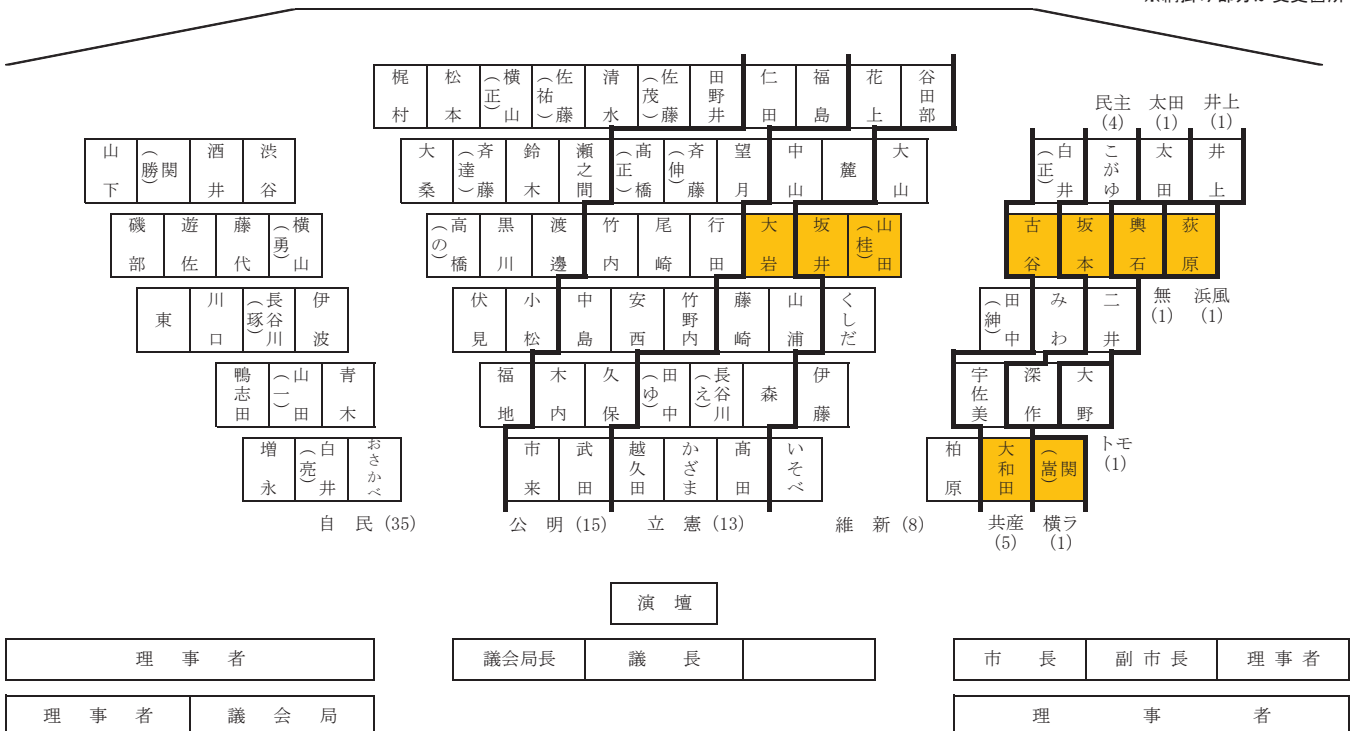 梶村 松本 横山(正) 佐藤(祐) 清水 佐藤(茂) 田野井 仁田 福島 花上 谷田部
民主(4) 太田(1) 井上(1)
山下 関(勝) 酒井 渋谷 大桑 斉藤(達) 鈴木 瀬之間 髙橋(正) 斉藤(伸) 望月 中山 麓 大山 白井(正) こがゆ 太田 井上
磯部 遊佐 藤代 横山(勇) 高橋(の) 黒川 渡邊 竹内 尾崎 行田 大岩 坂井 山田(桂) 古谷 坂本 輿石 荻原
東 川口 長谷川(琢) 伊波 伏見 小松 中島 安西 竹野内 藤崎 山浦 くしだ 田中(紳) みわ 二井 無(1) 浜風(1)
鴨志田 山田(一) 青木 福地 木内 久保 田中(ゆ) 長谷川(え) 森 伊藤 宇佐美 深作 大野
増永 白井(亮) おさかべ 市来 武田 越久田 かざま 髙田 いそべ 柏原 大和田 関(嵩) トモ(1)
自民(35) 公明(15) 立憲(13) 維新(8) 共産(5) 横ラ(1)
演壇
理事者 議会局長 議長 市長 副市長 理事者
理事者 議会局 理事者